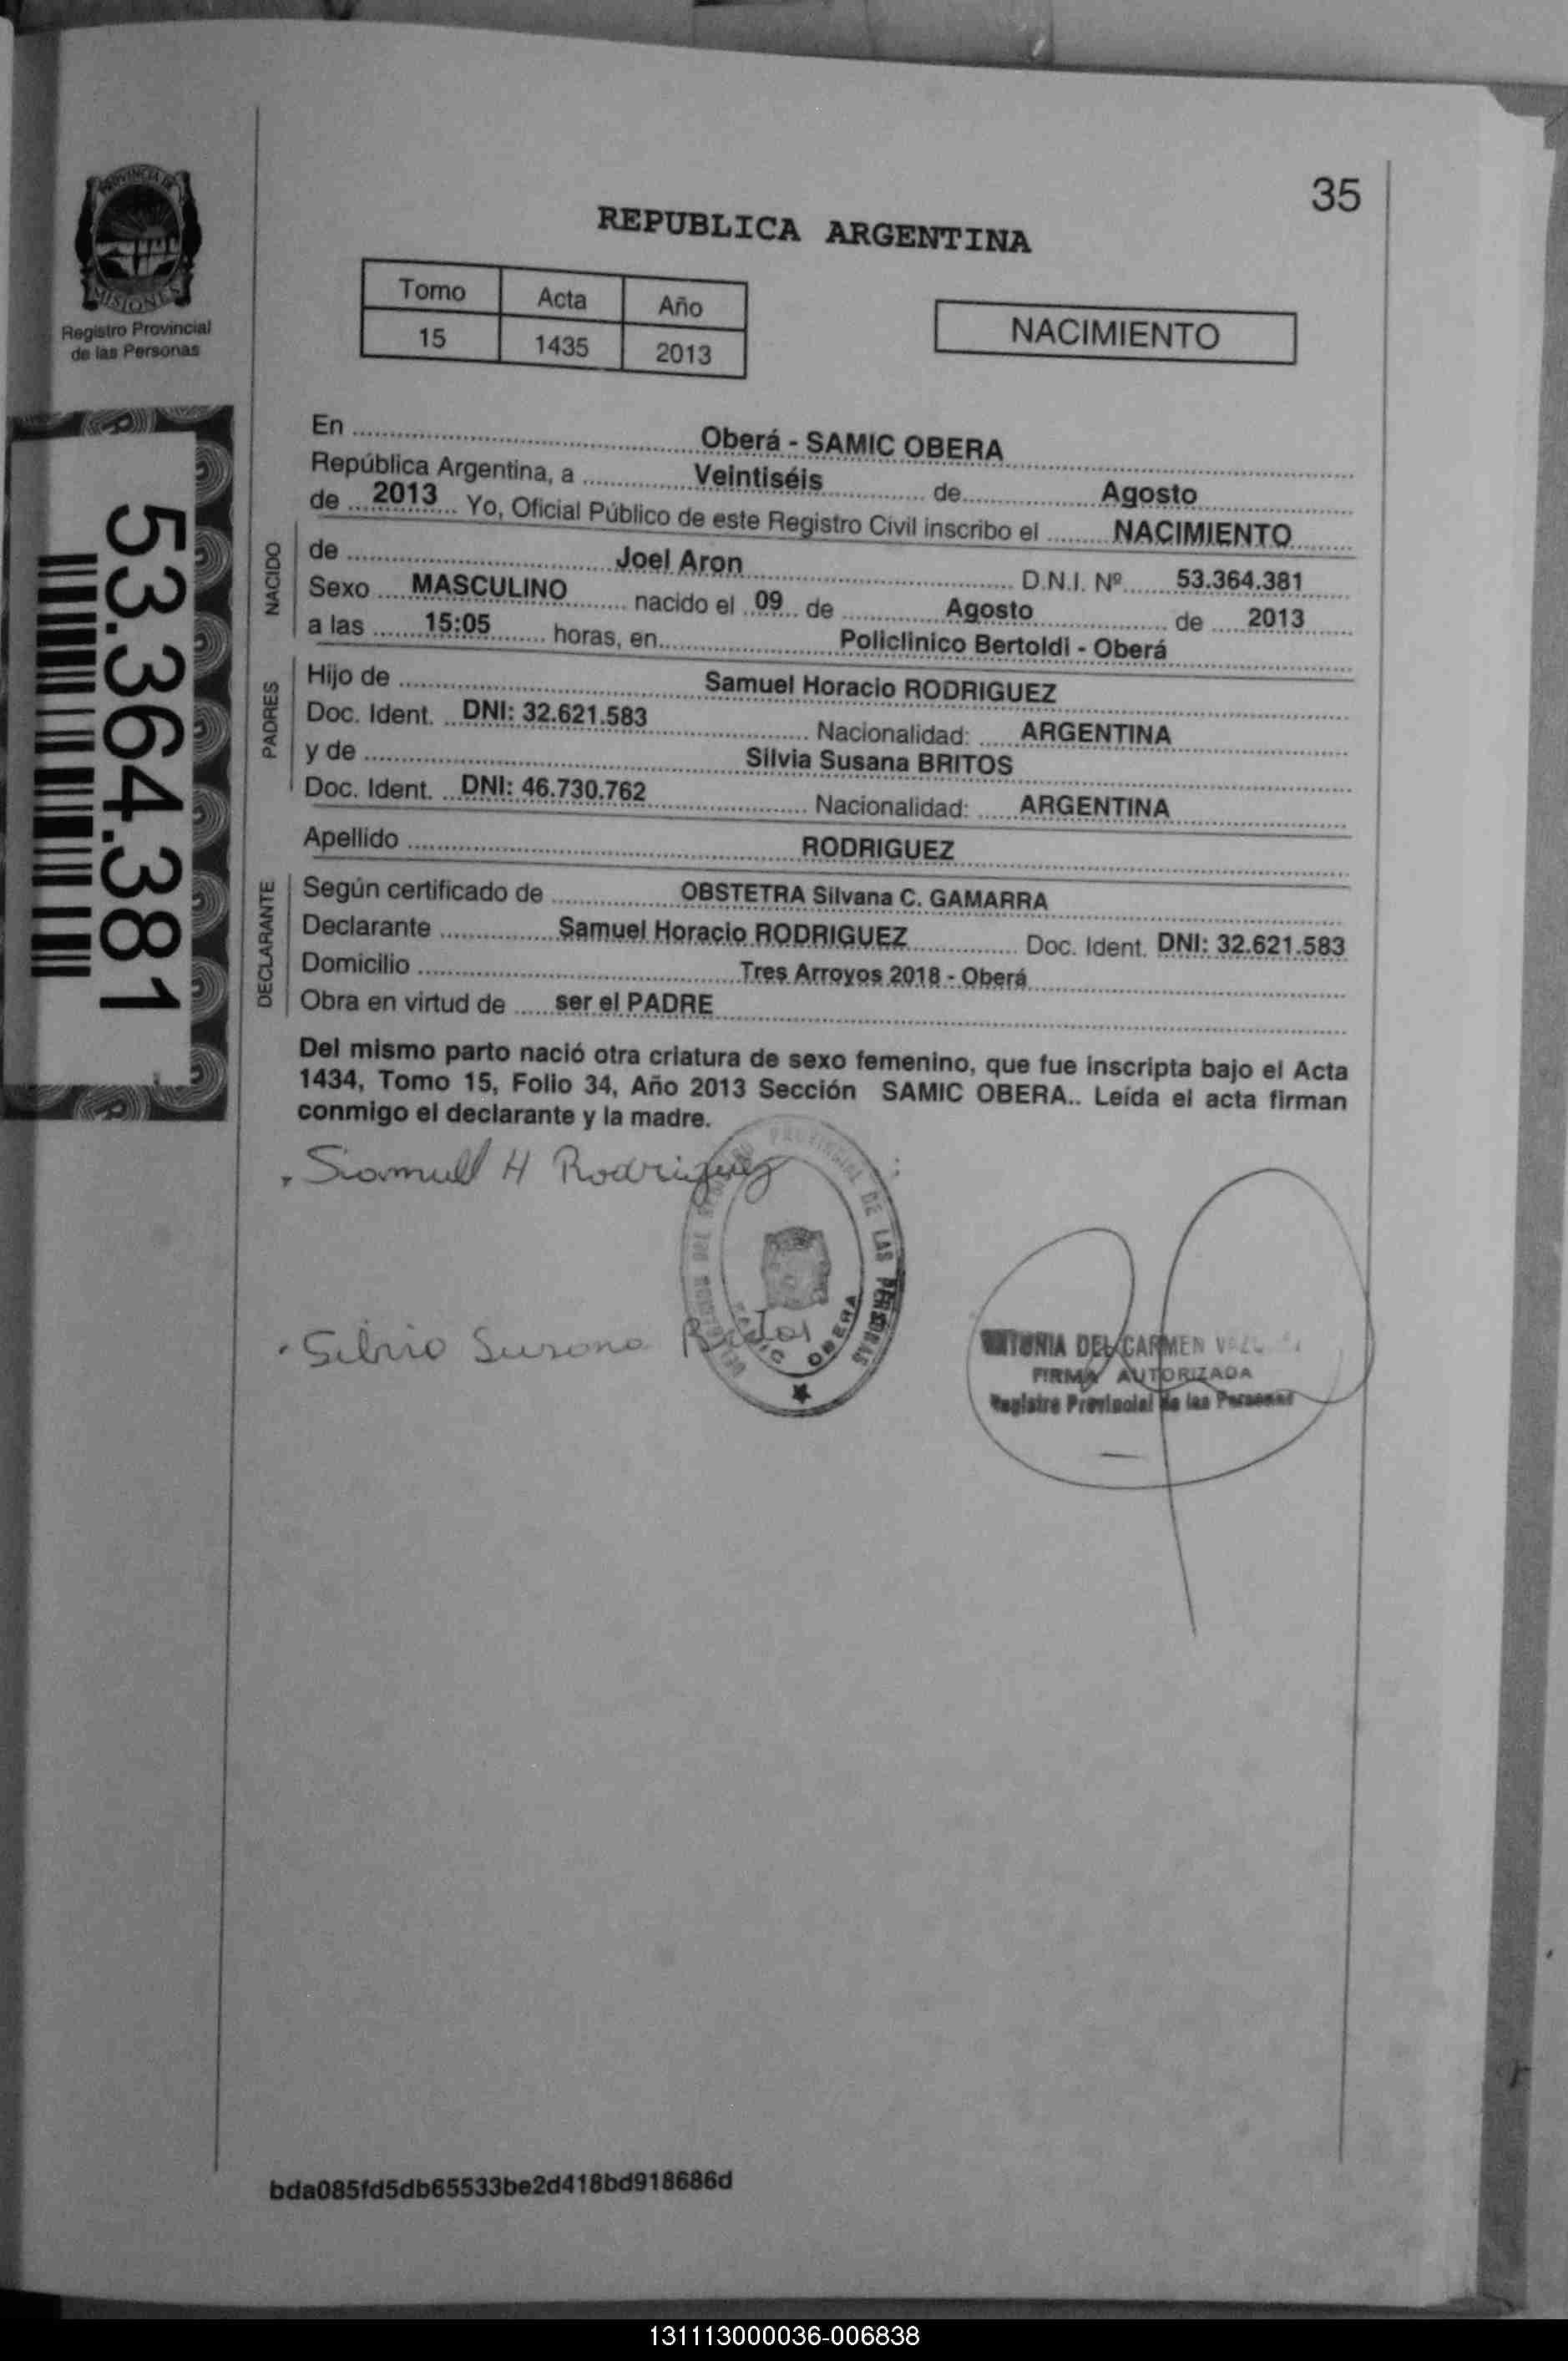 35
REPUBLICA ARGENTINA
PROVINCIA DE
MISIONES
Registro Provincial
de las Personas
Tomo Acta Año
15 1435 2013
NACIMIENTO
53.364.381
En Oberá - SAMIC OBERA
República Argentina, a Veintiséis de Agosto
de 2013 Yo, Oficial Público de este Registro Civil inscribo el NACIMIENTO
NACIDO
de Joel Aron D.N.I. Nº 53.364.381
Sexo MASCULINO nacido el 09 de Agosto de 2013
a las 15:05 horas, en Policlinico Bertoldi - Oberá
PADRES
Hijo de Samuel Horacio RODRIGUEZ
Doc. Ident. DNI: 32.621.583 Nacionalidad: ARGENTINA
y de Silvia Susana BRITOS
Doc. Ident. DNI: 46.730.762 Nacionalidad: ARGENTINA
Apellido RODRIGUEZ
DECLARANTE
Según certificado de OBSTETRA Silvana C. GAMARRA
Declarante Samuel Horacio RODRIGUEZ Doc. Ident. DNI: 32.621.583
Domicilio Tres Arroyos 2018 - Oberá
Obra en virtud de ser el PADRE
Del mismo parto nació otra criatura de sexo femenino, que fue inscripta bajo el Acta
1434, Tomo 15, Folio 34, Año 2013 Sección SAMIC OBERA.. Leída el acta firman
conmigo el declarante y la madre.
Samuel H Rodriguez
PROVINCIAL DE LAS PERSONAS
SAMIC OBERA
Silvia Susana Britos
DEL CARMEN
FIRMA AUTORIZADA
Registro Provincial de las Personas
bda085fd5db65533be2d418bd918686d
131113000036-006838